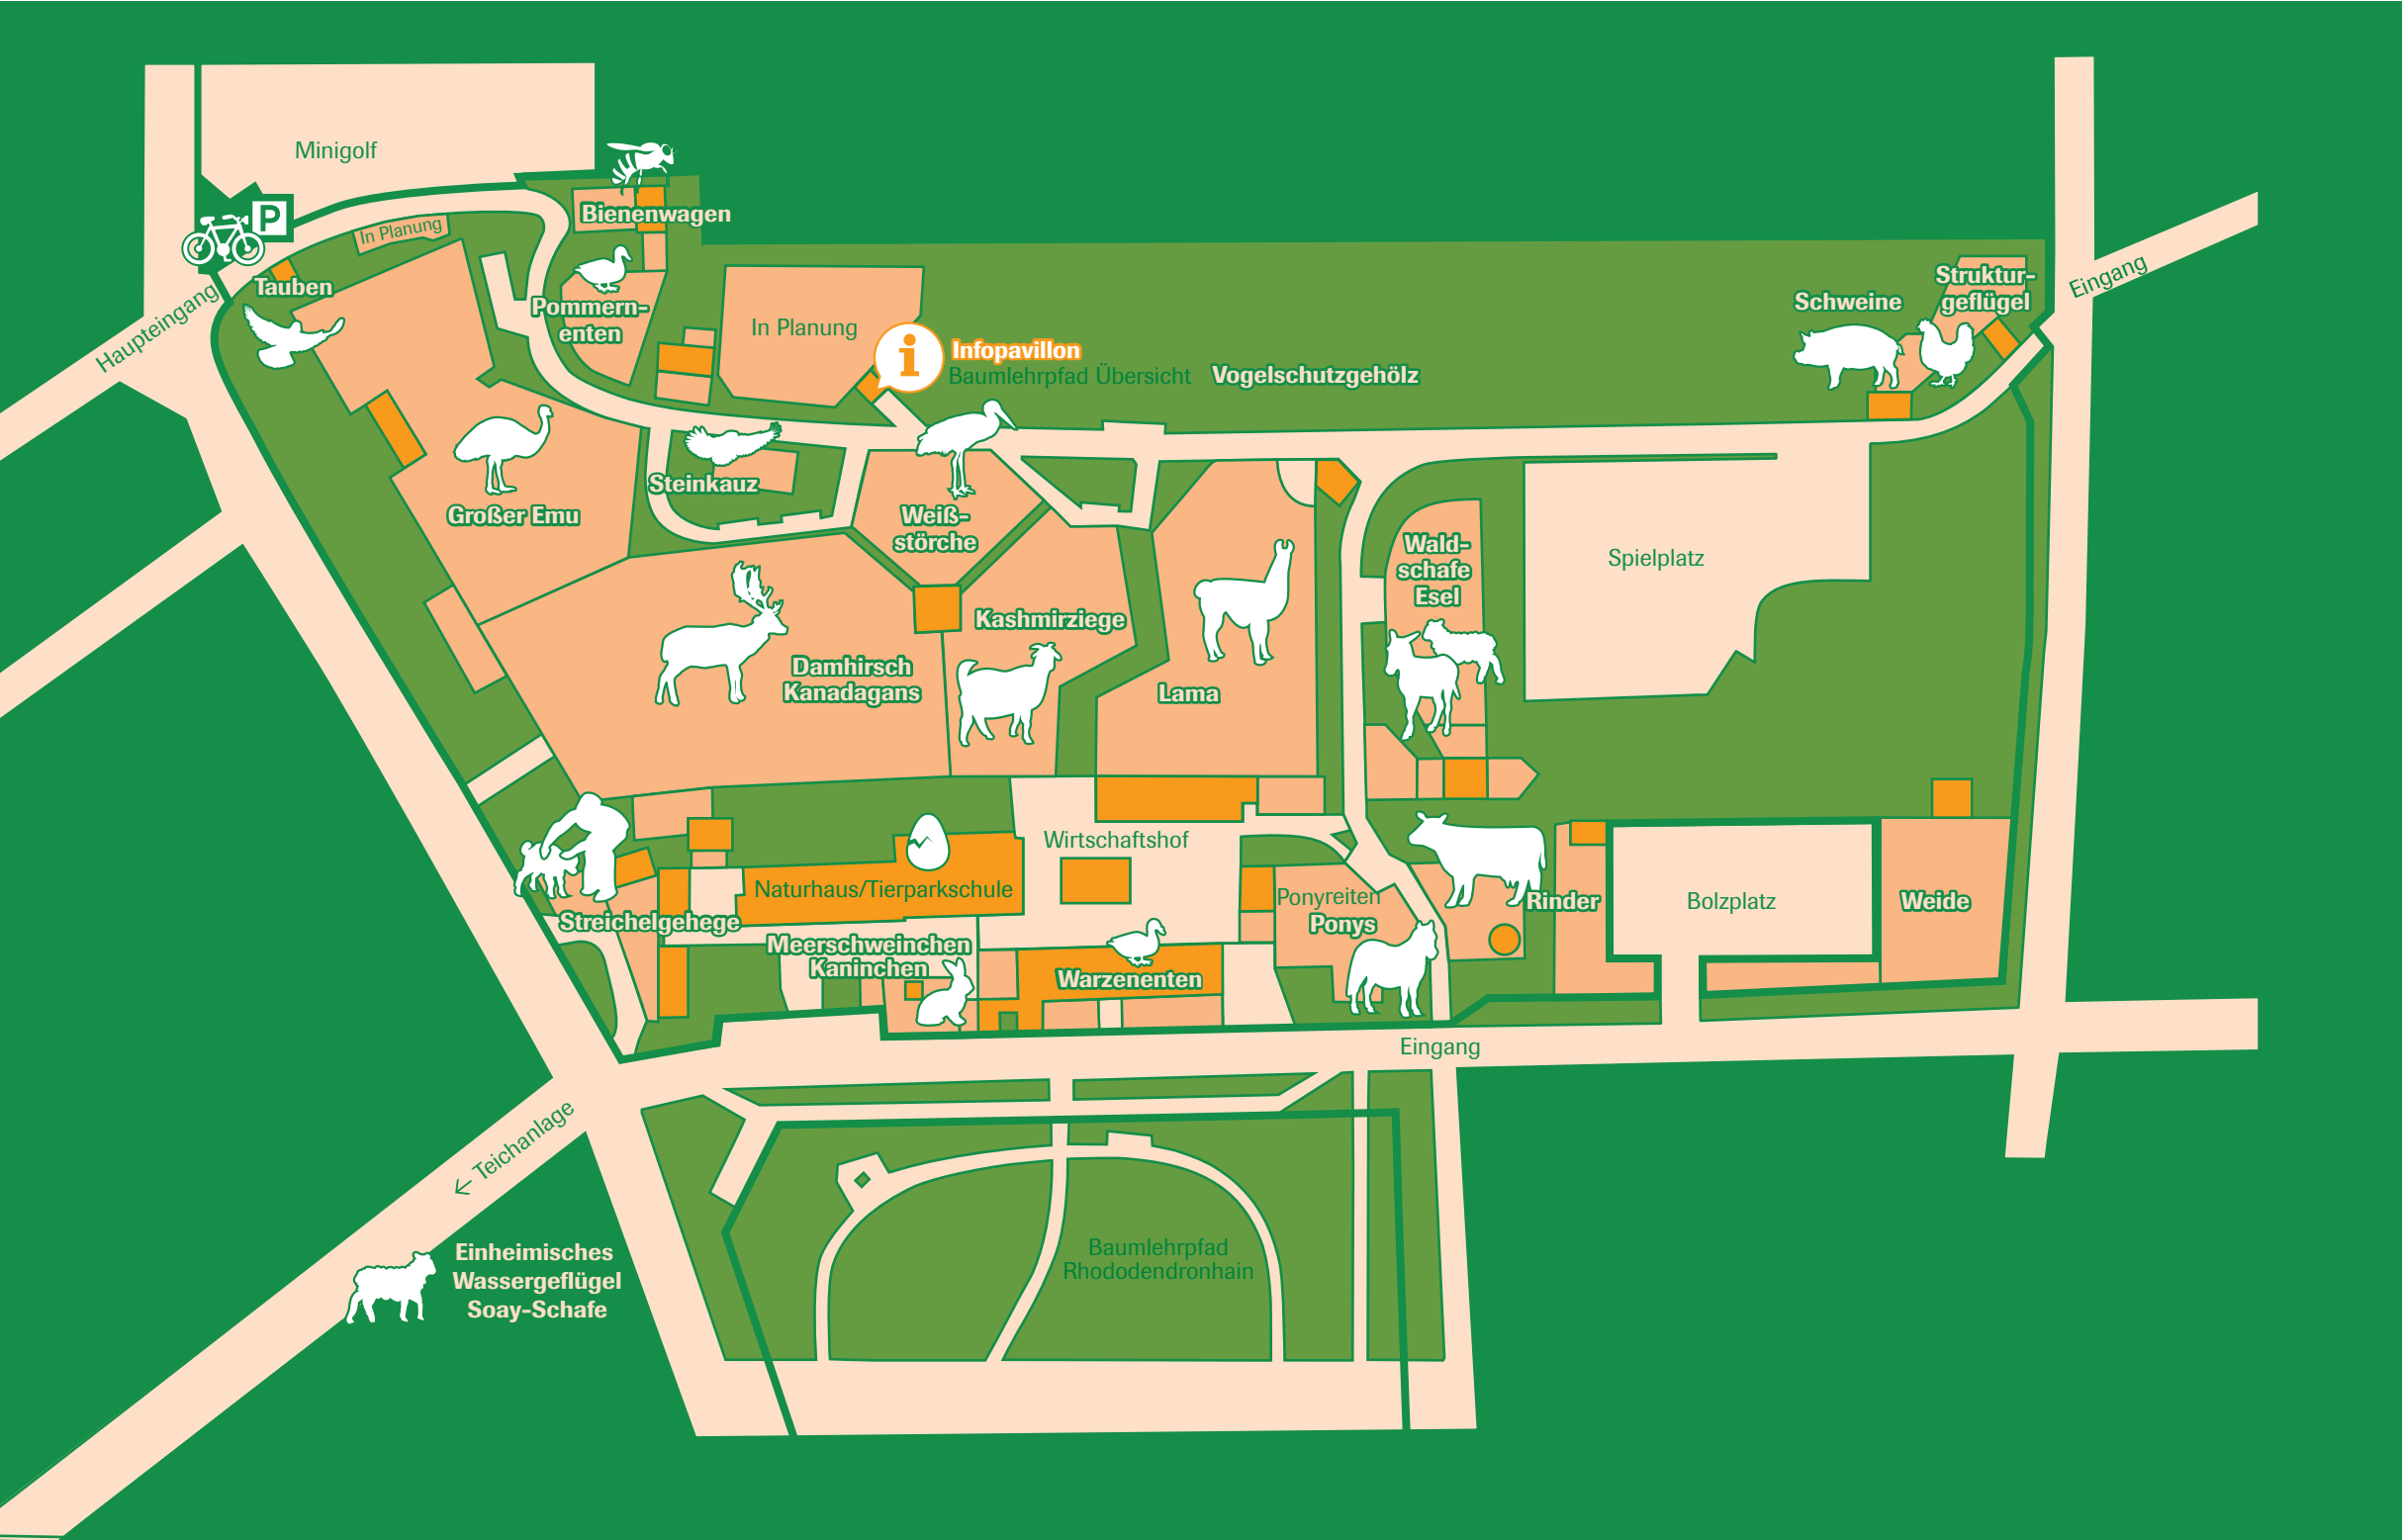 Minigolf
P
Bienenwagen
In Planung
Tauben
Haupteingang
Pommern-
enten
In Planung
Infopavillon
Baumlehrpfad Übersicht
Vogelschutzgehölz
Schweine
Struktur-
geflügel
Eingang
Steinkauz
Großer Emu
Weiß-
störche
Wald-
schafe
Esel
Spielplatz
Kashmirziege
Damhirsch
Kanadagans
Lama
Wirtschaftshof
Naturhaus/Tierparkschule
Ponyreiten
Ponys
Rinder
Bolzplatz
Weide
Streichelgehege
Meerschweinchen
Kaninchen
Warzenenten
Eingang
← Teichanlage
Einheimisches
Wassergeflügel
Soay-Schafe
Baumlehrpfad
Rhododendronhain